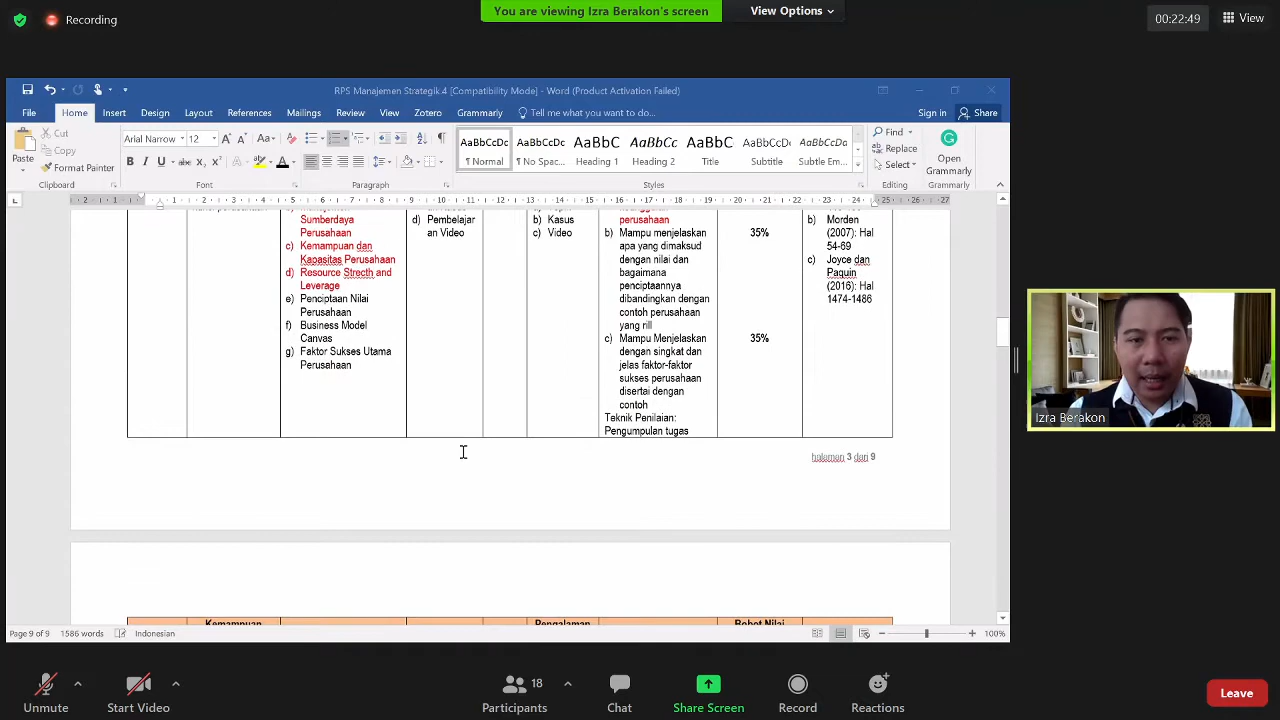 Recording
You are viewing Izra Berakon's screen
View Options
00:22:49
View
RPS Manajemen Strategik 4 [Compatibility Mode] - Word (Product Activation Failed)
File
Home
Insert
Design
Layout
References
Mailings
Review
View
Zotero
Grammarly
Tell me what you want to do...
Sign in
Share
Paste
Cut
Copy
Format Painter
Clipboard
Arial Narrow
12
Font
Paragraph
AaBbCcDc
¶ Normal
AaBbCcDc
¶ No Spac...
AaBbC
Heading 1
AaBbCc
Heading 2
AaBbC
Title
AaBbCcD
Subtitle
AaBbCcDc
Subtle Em...
Styles
Find
Replace
Select
Editing
Open
Grammarly
Grammarly
Sumberdaya
Perusahaan
c) Kemampuan dan
Kapasitas Perusahaan
d) Resource Strecth and
Leverage
e) Penciptaan Nilai
Perusahaan
f) Business Model
Canvas
g) Faktor Sukses Utama
Perusahaan
d) Pembelajar
an Video
b) Kasus
c) Video
perusahaan
b) Mampu menjelaskan
apa yang dimaksud
dengan nilai dan
bagaimana
penciptaannya
dibandingkan dengan
contoh perusahaan
yang rill
c) Mampu Menjelaskan
dengan singkat dan
jelas faktor-faktor
sukses perusahaan
disertai dengan
contoh
Teknik Penilaian:
Pengumpulan tugas
35%
35%
b) Morden
(2007): Hal
54-69
c) Joyce dan
Paquin
(2016): Hal
1474-1486
halaman 3 dari 9
Kemampuan
Pengalaman
Bobot Nilai
Page 9 of 9
1586 words
Indonesian
100%
Izra Berakon
Unmute
Start Video
Participants
18
Chat
Share Screen
Record
Reactions
Leave